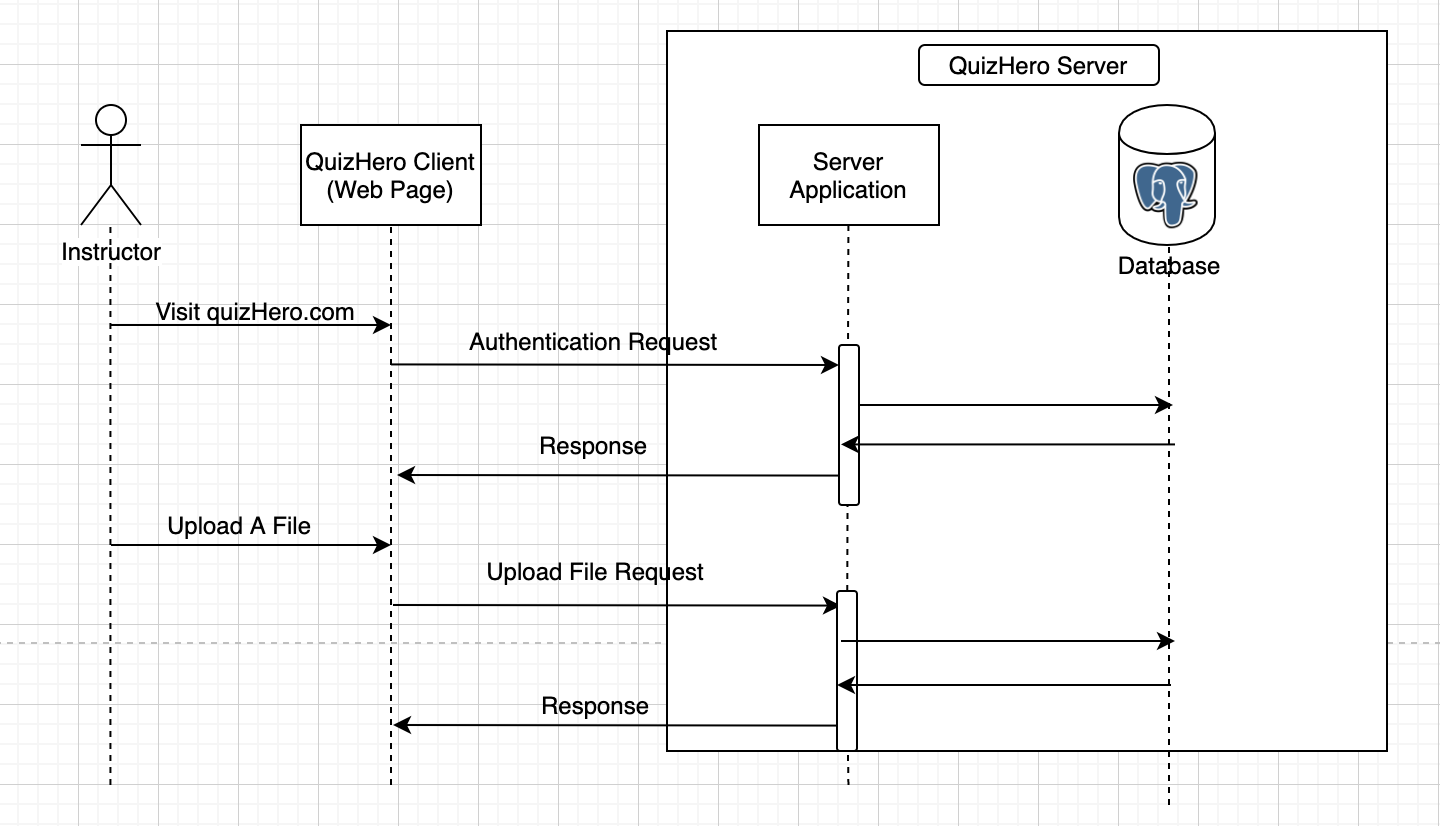 QuizHero Server
QuizHero Client
(Web Page)
Server
Application
Instructor
Database
Visit quizHero.com
Authentication Request
Response
Upload A File
Upload File Request
Response